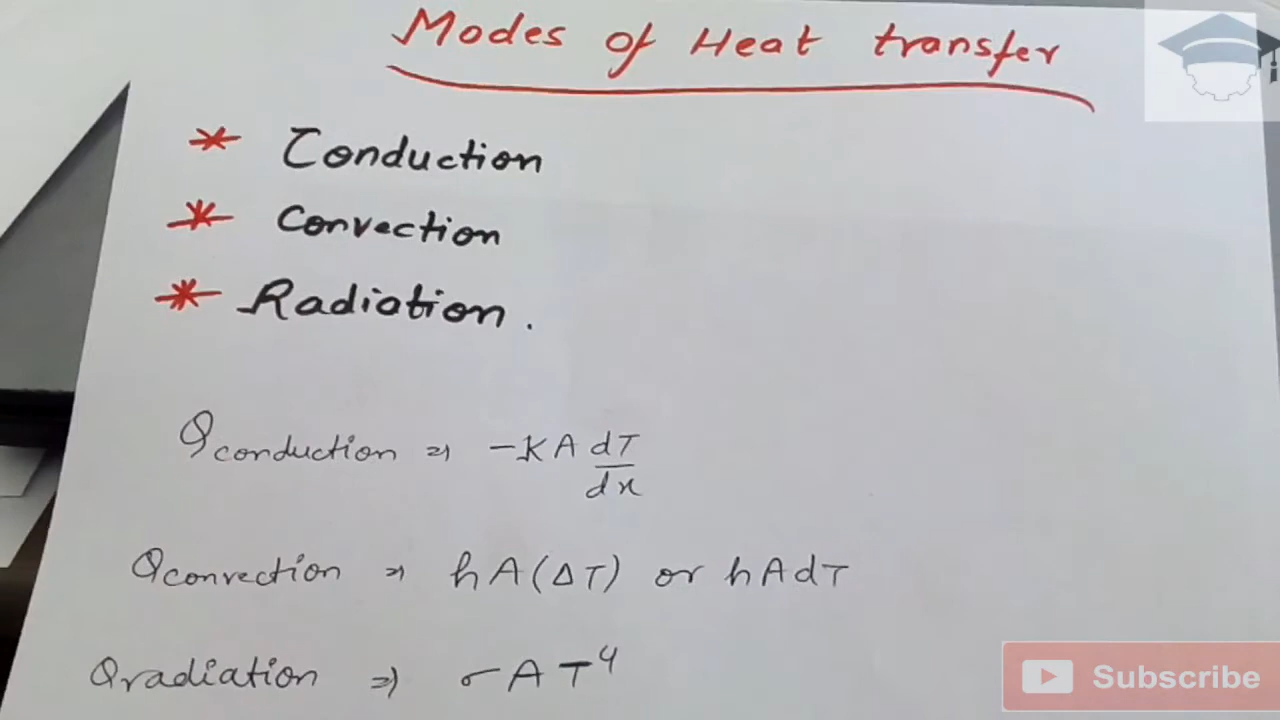 Modes of Heat transfer
* Conduction
* Convection
* Radiation.
Qconduction ⇒ -KA dT/dx
Qconvection ⇒ hA(ΔT) or hAdT
Qradiation ⇒ σAT⁴
Subscribe